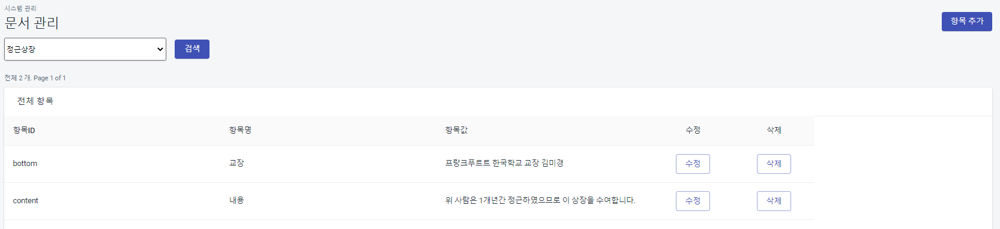 시스템 관리
문서 관리
항목 추가
정근상장
검색
전체 2 개. Page 1 of 1
전체 항목
항목ID 항목명 항목값 수정 삭제
bottom 교장 프랑크푸르트 한국학교 교장 김미경 수정 삭제
content 내용 위 사람은 1개년간 정근하였으므로 이 상장을 수여합니다. 수정 삭제